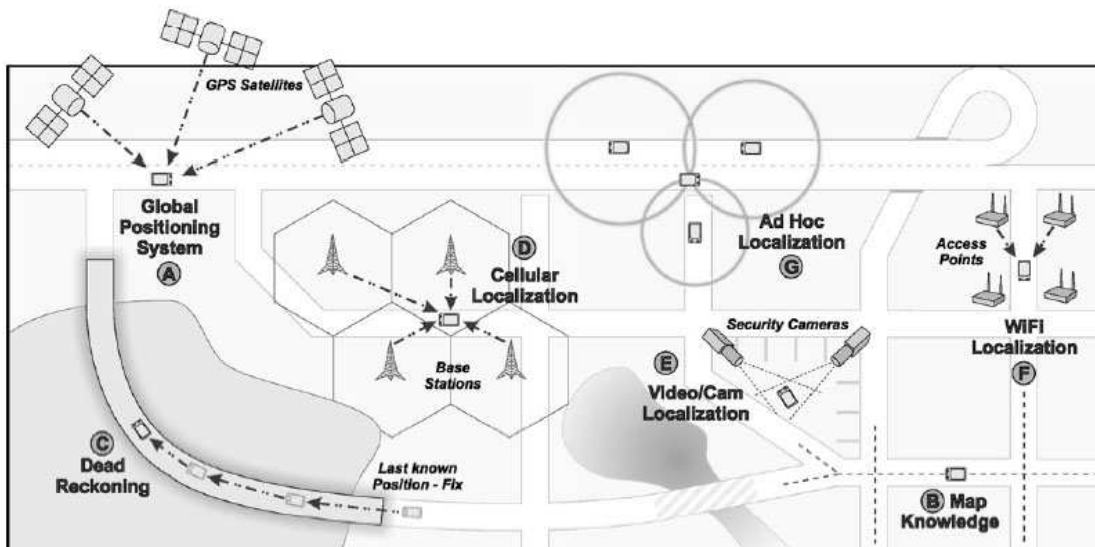 GPS Satellites
Global
Positioning
System
A
D
Cellular
Localization
Base
Stations
Ad Hoc
Localization
G
Access
Points
WiFi
Localization
F
Security Cameras
E
Video/Cam
Localization
C
Dead
Reckoning
Last known
Position - Fix
B Map
Knowledge